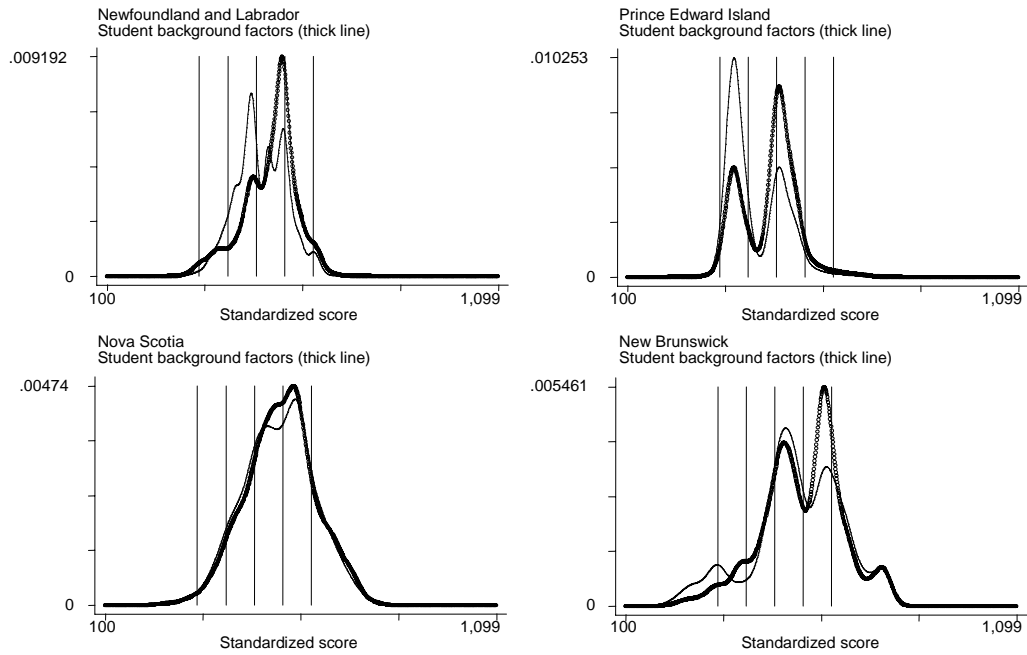 Newfoundland and Labrador
Student background factors (thick line)
.009192
0
100
1,099
Standardized score
Prince Edward Island
Student background factors (thick line)
.010253
0
100
1,099
Standardized score
Nova Scotia
Student background factors (thick line)
.00474
0
100
1,099
Standardized score
New Brunswick
Student background factors (thick line)
.005461
0
100
1,099
Standardized score